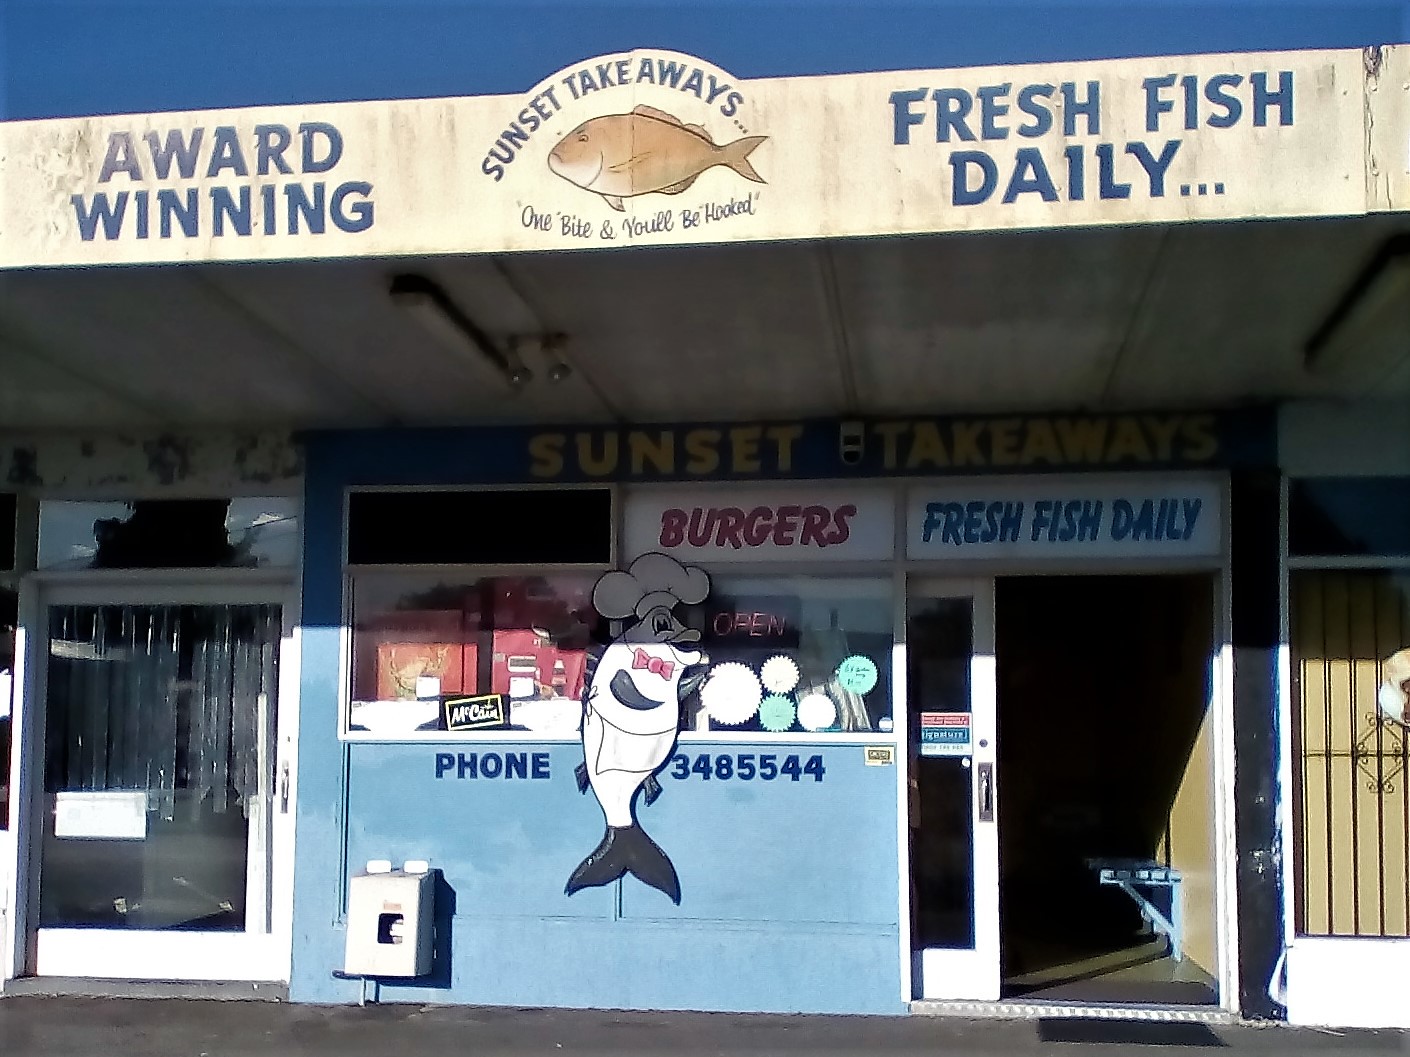 AWARD
WINNING
SUNSET TAKEAWAYS...
"One "Bite & You'll Be "Hooked"
FRESH FISH
DAILY...
SUNSET TAKEAWAYS
BURGERS
FRESH FISH DAILY
OPEN
McCain
PHONE 3485544